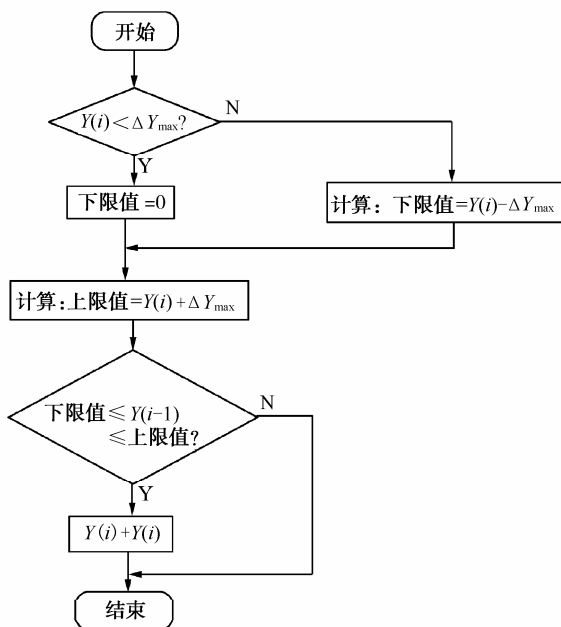 开始
Y(i)<ΔYmax?
N
Y
下限值=0
计算: 下限值=Y(i)-ΔYmax
计算:上限值=Y(i)+ΔYmax
下限值≤Y(i-1)
≤上限值?
N
Y
Y(i)+Y(i)
结束